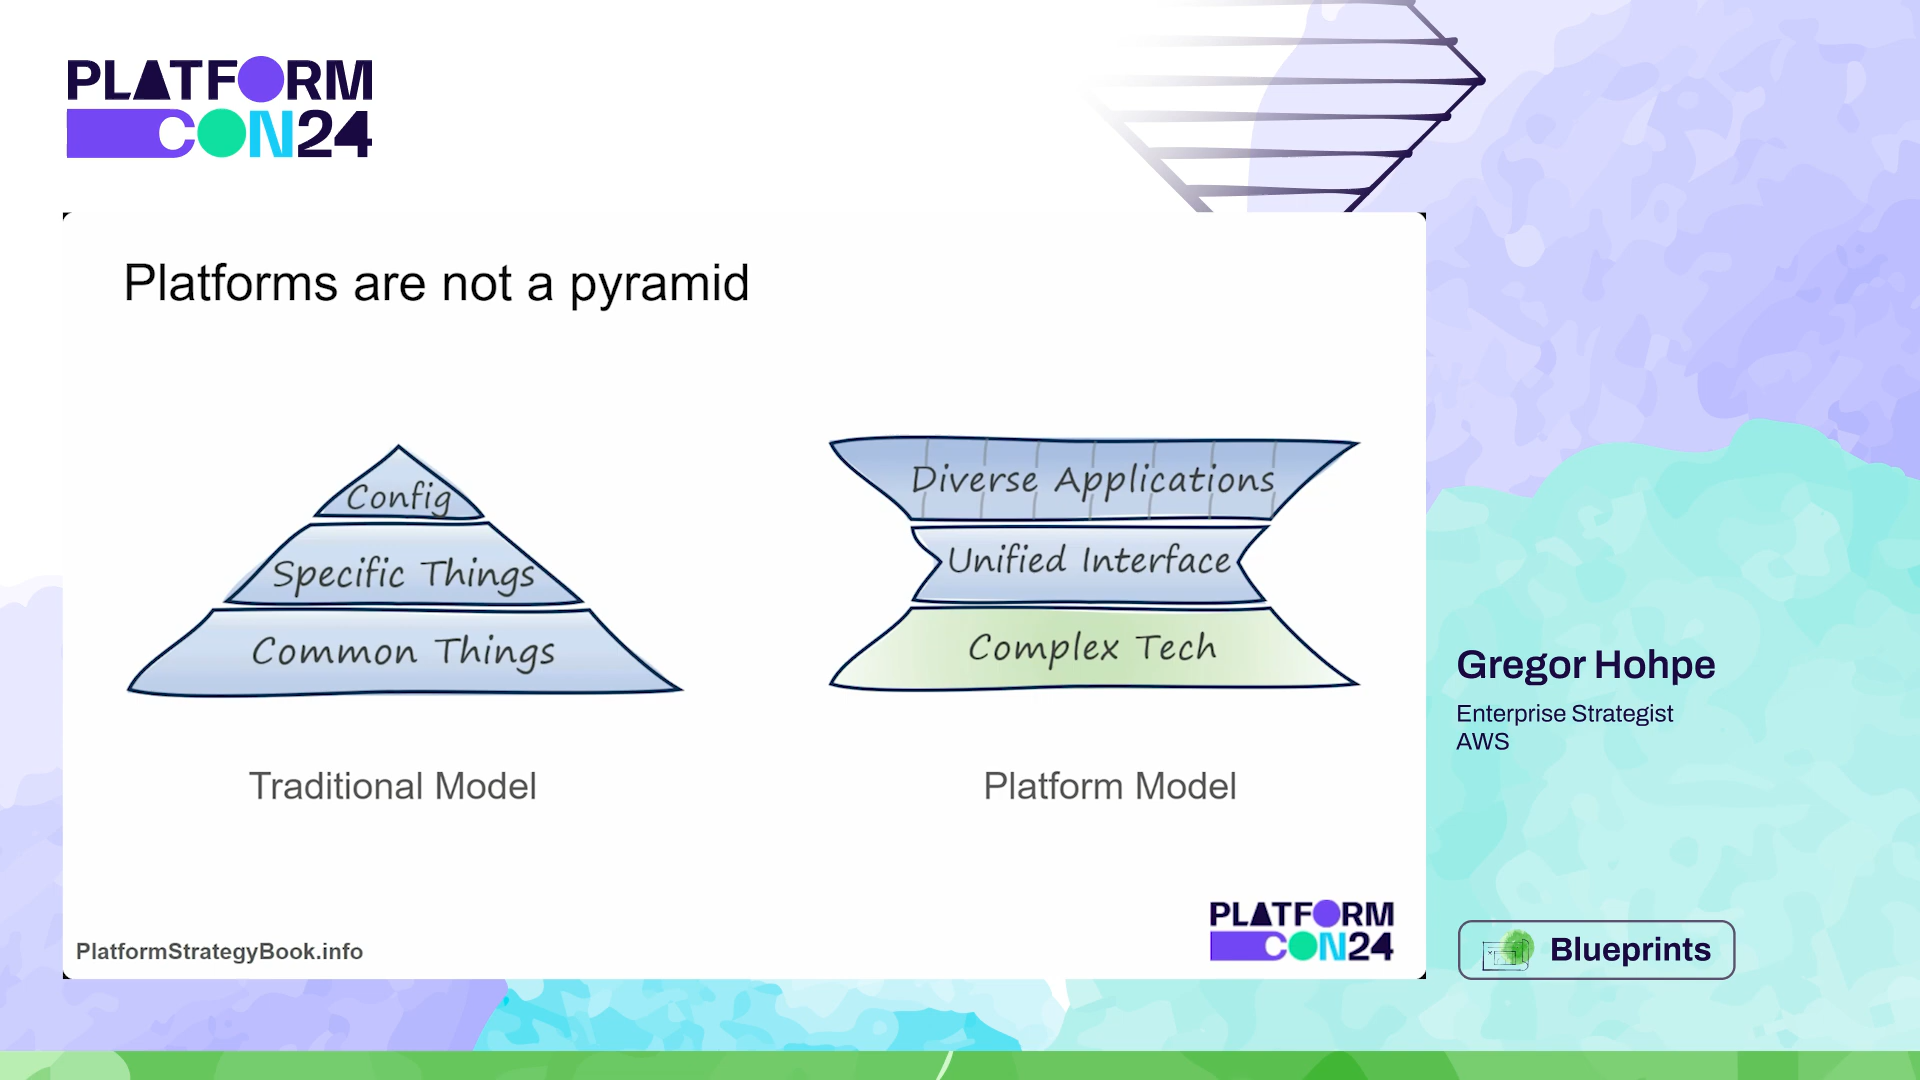 PLATFORM
CON24
Platforms are not a pyramid
Config
Specific Things
Common Things
Traditional Model
Diverse Applications
Unified Interface
Complex Tech
Platform Model
PlatformStrategyBook.info
PLATFORM
CON24
Gregor Hohpe
Enterprise Strategist
AWS
Blueprints